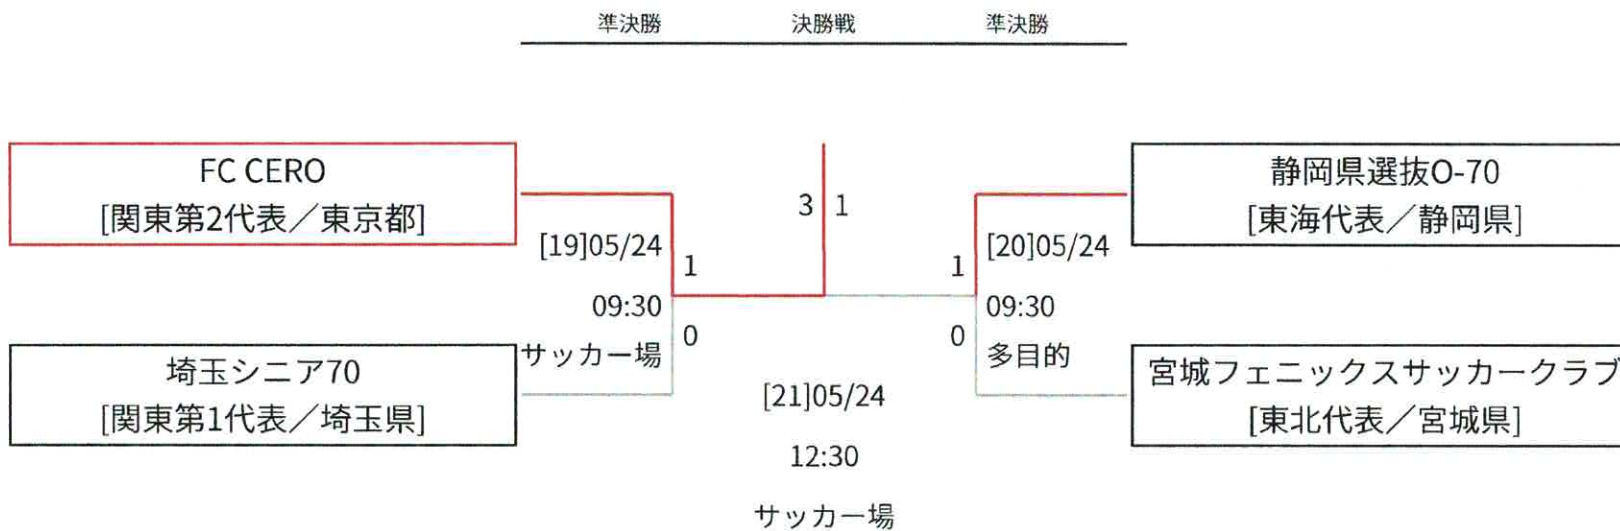 準決勝 決勝戦 準決勝
FC CERO
[関東第2代表／東京都]
静岡県選抜O-70
[東海代表／静岡県]
3 1
[19]05/24
1
09:30
0
サッカー場
1
[20]05/24
09:30
0
多目的
埼玉シニア70
[関東第1代表／埼玉県]
宮城フェニックスサッカークラブ
[東北代表／宮城県]
[21]05/24
12:30
サッカー場